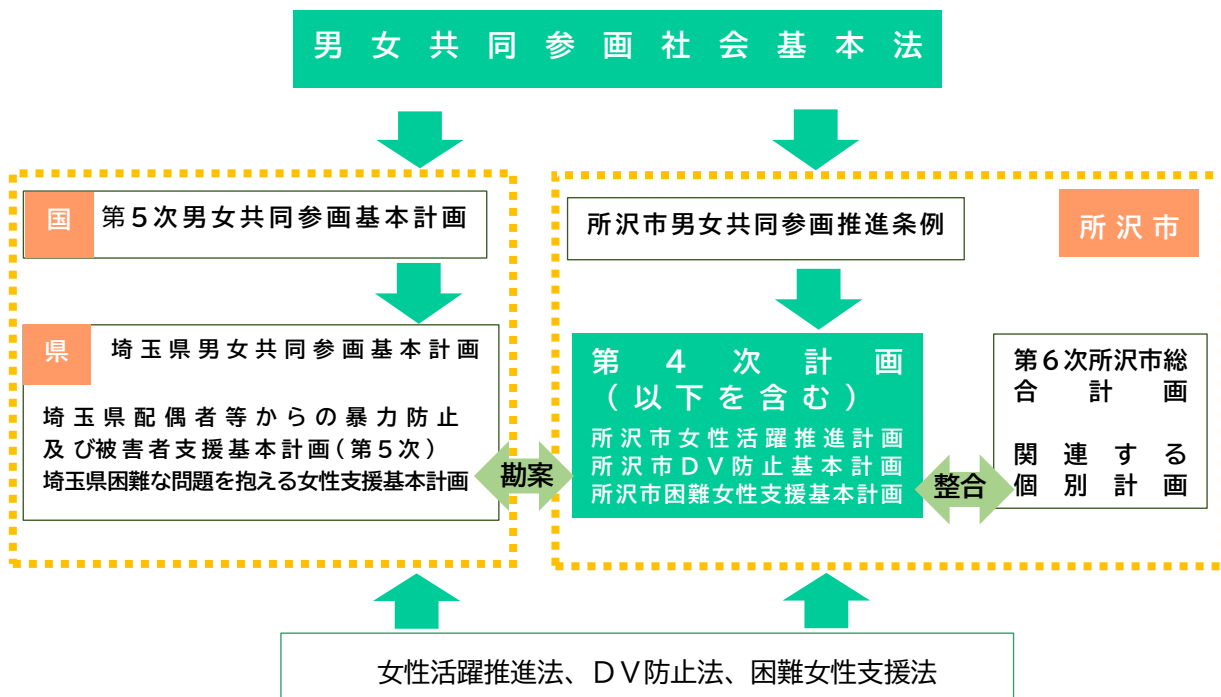 男女共同参画社会基本法
国
第５次男女共同参画基本計画
県
埼玉県男女共同参画基本計画
埼玉県配偶者等からの暴力防止
及び被害者支援基本計画（第５次）
埼玉県困難な問題を抱える女性支援基本計画
勘案
所沢市男女共同参画推進条例
所沢市
第４次計画
（以下を含む）
所沢市女性活躍推進計画
所沢市ＤＶ防止基本計画
所沢市困難女性支援基本計画
整合
第６次所沢市総
合計画
関連する
個別計画
女性活躍推進法、ＤＶ防止法、困難女性支援法